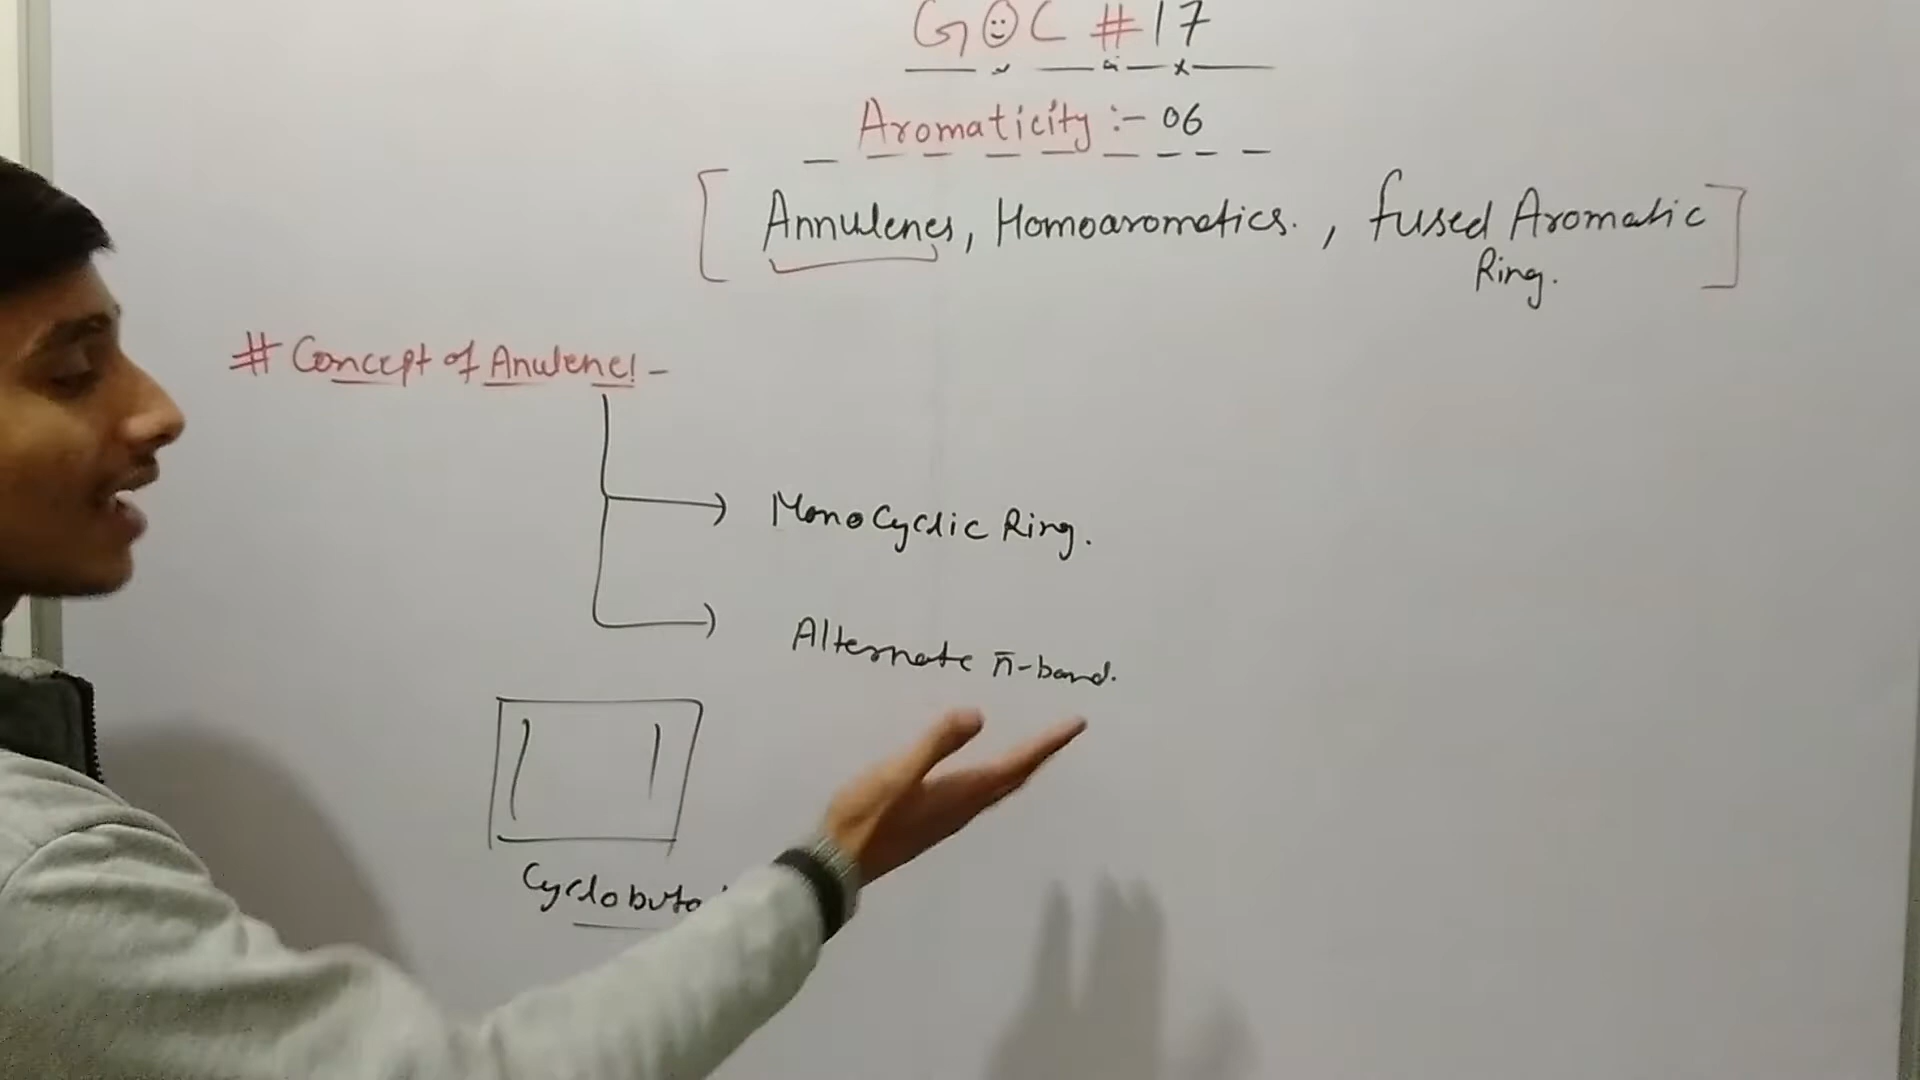 GOC #17
Aromaticity :- 06
[ Annulenes, Homoaromatics. , fused Aromatic Ring. ]
# Concept of Anulene! -
MonoCyclic Ring.
Alternate π-bond.